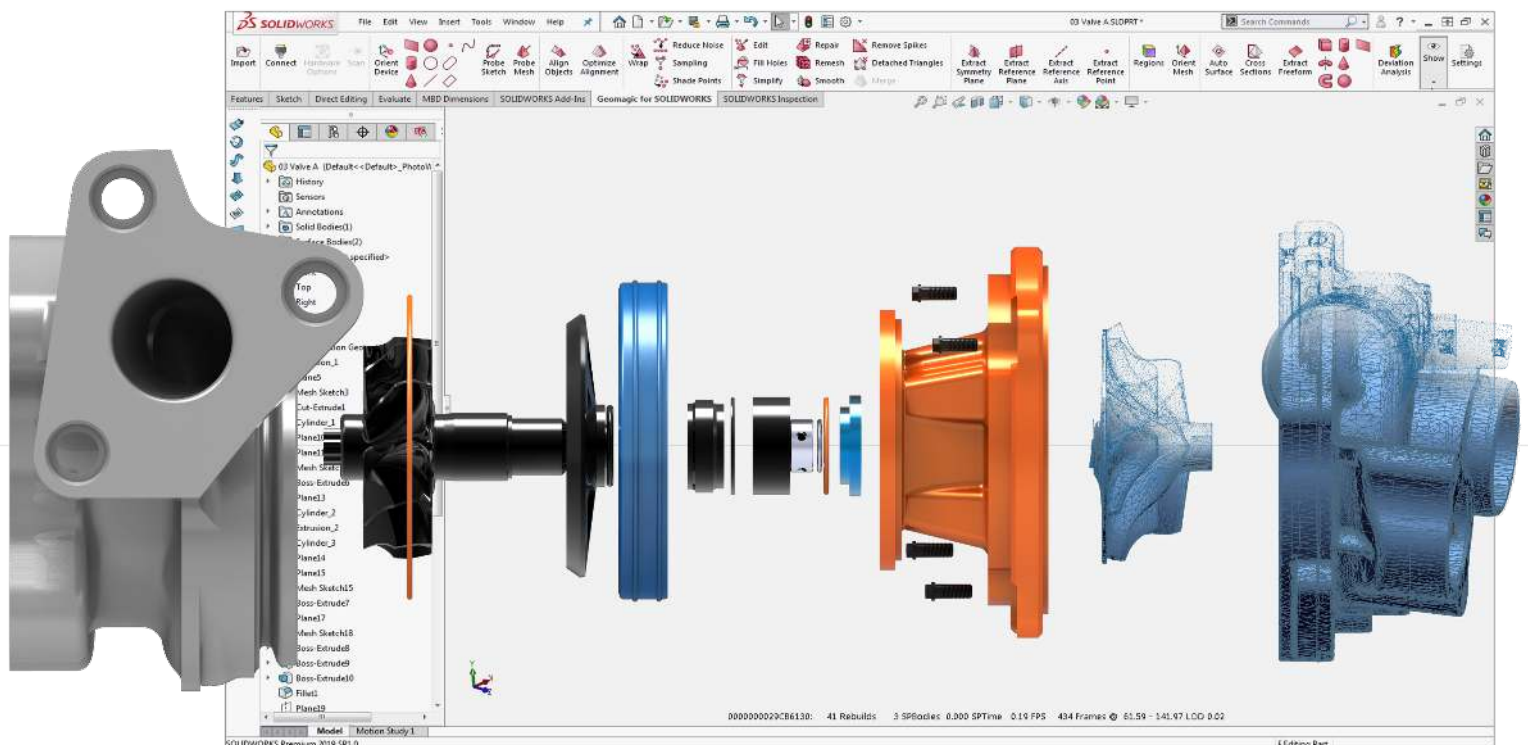 SOLIDWORKS File Edit View Insert Tools Window Help 03 Valve A.SLDPRT * Search Commands
Import Connect Hardware Options Scan Orient Device Probe Sketch Probe Mesh Align Objects Optimize Alignment Wrap Reduce Noise Edit Repair Remove Spikes Extract Symmetry Plane Extract Reference Plane Extract Reference Axis Extract Reference Point Regions Orient Mesh Auto Surface Cross Sections Extract Freeform Deviation Analysis Show Settings
Sampling Fill Holes Remesh Detached Triangles
Shade Points Simplify Smooth Merge
Features Sketch Direct Editing Evaluate MBD Dimensions SOLIDWORKS Add-Ins Geomagic for SOLIDWORKS SOLIDWORKS Inspection
03 Valve A (Default<<Default>_PhotoW
History
Sensors
Annotations
Solid Bodies(1)
Surface Bodies(2)
specified>
Top
Right
Mesh Sketch3
Cut-Extrude1
Cylinder_1
Boss-Extrude6
Plane13
Cylinder_2
Extrusion_2
Cylinder_3
Plane14
Plane15
Mesh Sketch15
Boss-Extrude7
Plane17
Mesh Sketch18
Boss-Extrude8
Boss-Extrude9
Boss-Extrude10
Fillet1
Plane19
0000000029CB6130: 41 Rebuilds 3 SPBodies 0.000 SPTime 0.19 FPS 434 Frames @ 61.59 - 141.97 LOD 0.02
Model Motion Study 1
SOLIDWORKS Premium 2019 SP1.0 Editing Part